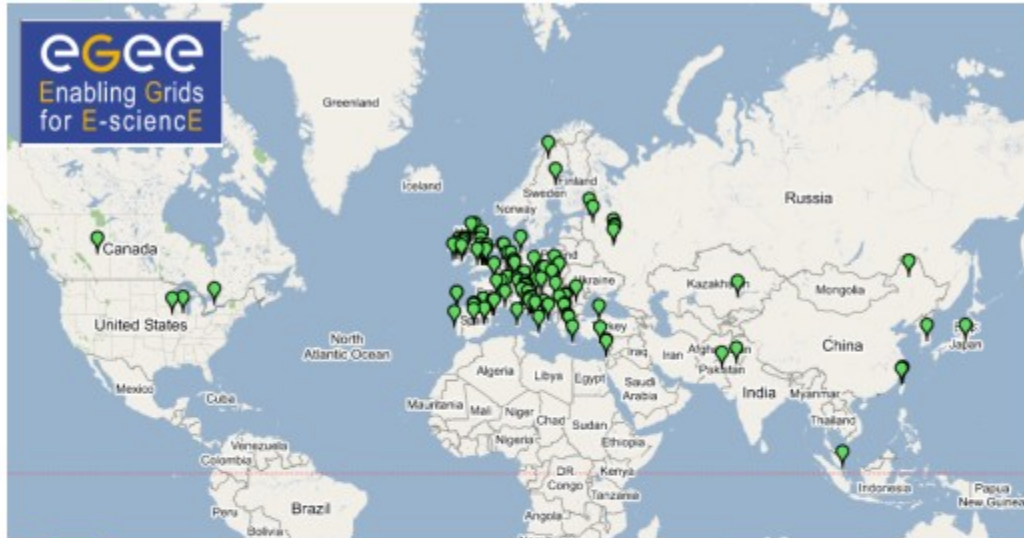 eGee
Enabling Grids
for E-sciencE
Greenland
Iceland
Finland
Sweden
Norway
Russia
Canada
Ukraine
Kazakhstan
Mongolia
United States
North
Atlantic Ocean
China
Japan
Iraq
Iran
Pakistan
Algeria
Libya
Egypt
Saudi
Arabia
India
Myanmar
Mexico
Cuba
Mauritania
Mali
Niger
Chad
Sudan
Thailand
Nigeria
Ethiopia
Venezuela
Colombia
DR
Congo
Kenya
Tanzania
Indonesia
Papua
New Guinea
Peru
Brazil
Angola
Bolivia